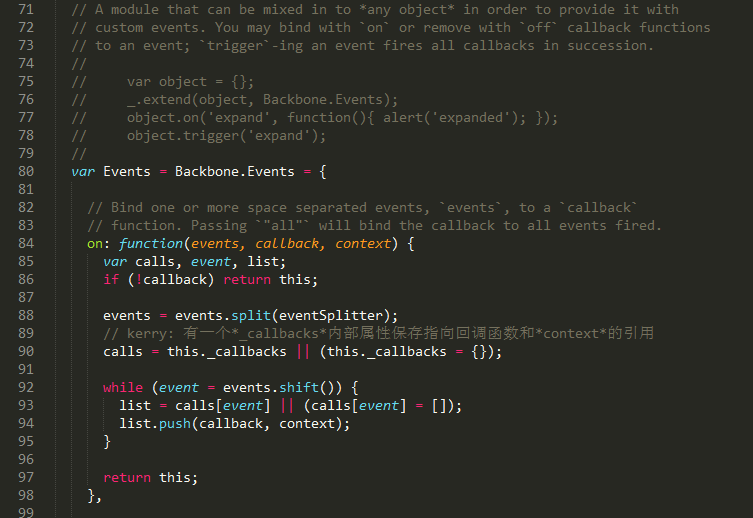 71 // A module that can be mixed in to *any object* in order to provide it with
72 // custom events. You may bind with `on` or remove with `off` callback functions
73 // to an event; `trigger`-ing an event fires all callbacks in succession.
74 //
75 //     var object = {};
76 //     _.extend(object, Backbone.Events);
77 //     object.on('expand', function(){ alert('expanded'); });
78 //     object.trigger('expand');
79 //
80 var Events = Backbone.Events = {
81
82   // Bind one or more space separated events, `events`, to a `callback`
83   // function. Passing `"all"` will bind the callback to all events fired.
84   on: function(events, callback, context) {
85     var calls, event, list;
86     if (!callback) return this;
87
88     events = events.split(eventSplitter);
89     // kerry: 有一个*_callbacks*内部属性保存指向回调函数和*context*的引用
90     calls = this._callbacks || (this._callbacks = {});
91
92     while (event = events.shift()) {
93       list = calls[event] || (calls[event] = []);
94       list.push(callback, context);
95     }
96
97     return this;
98   },
99